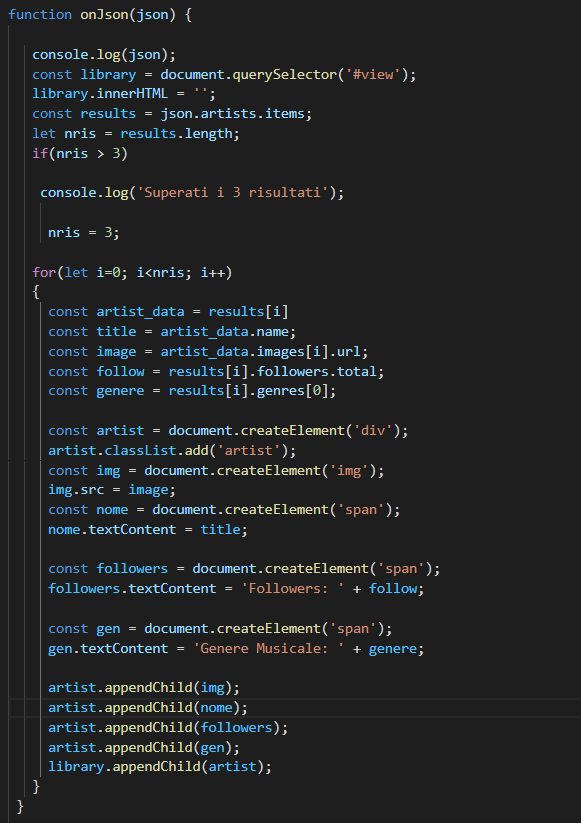 function onJson(json) {
console.log(json);
const library = document.querySelector('#view');
library.innerHTML = '';
const results = json.artists.items;
let nris = results.length;
if(nris > 3)
console.log('Superati i 3 risultati');
nris = 3;
for(let i=0; i<nris; i++)
{
const artist_data = results[i]
const title = artist_data.name;
const image = artist_data.images[i].url;
const follow = results[i].followers.total;
const genere = results[i].genres[0];
const artist = document.createElement('div');
artist.classList.add('artist');
const img = document.createElement('img');
img.src = image;
const nome = document.createElement('span');
nome.textContent = title;
const followers = document.createElement('span');
followers.textContent = 'Followers: ' + follow;
const gen = document.createElement('span');
gen.textContent = 'Genere Musicale: ' + genere;
artist.appendChild(img);
artist.appendChild(nome);
artist.appendChild(followers);
artist.appendChild(gen);
library.appendChild(artist);
}
}